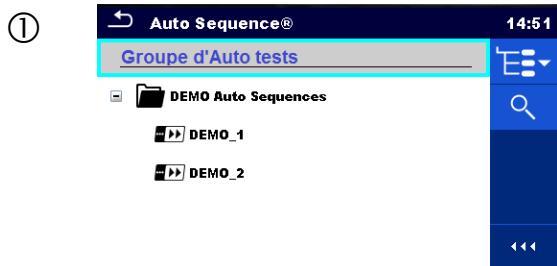 ①
Auto Sequence® 14:51
Groupe d'Auto tests
DEMO Auto Sequences
DEMO_1
DEMO_2